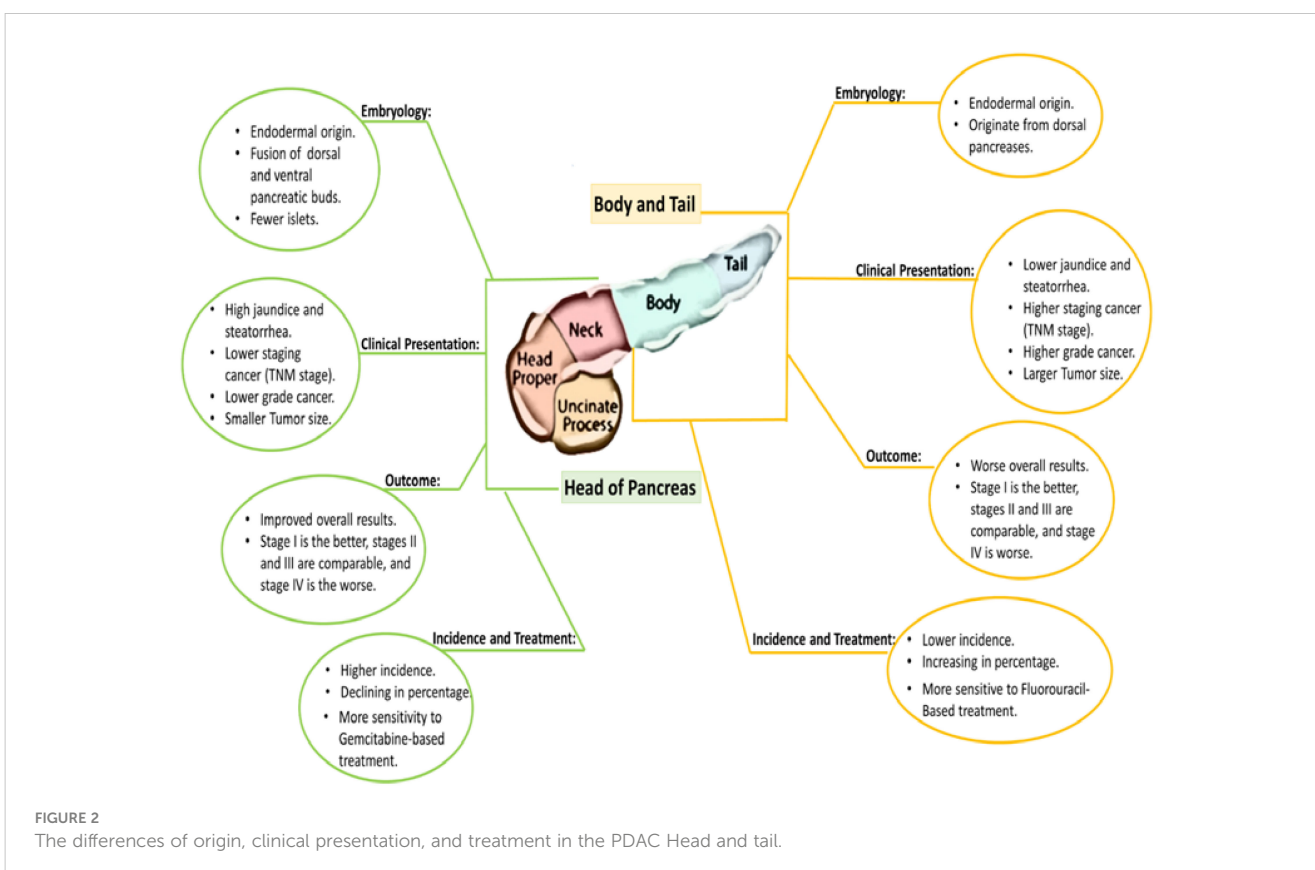 Embryology:
• Endodermal origin.
• Fusion of dorsal
and ventral
pancreatic buds.
• Fewer islets.
Clinical Presentation:
• High jaundice and
steatorrhea.
• Lower staging
cancer (TNM stage).
• Lower grade cancer.
• Smaller Tumor size.
Outcome:
• Improved overall results.
• Stage I is the better, stages II
and III are comparable, and
stage IV is the worse.
Incidence and Treatment:
• Higher incidence.
• Declining in percentage.
• More sensitivity to
Gemcitabine-based
treatment.
Body and Tail
Tail
Body
Neck
Head
Proper
Uncinate
Process
Head of Pancreas
Embryology:
• Endodermal origin.
• Originate from dorsal
pancreases.
Clinical Presentation:
• Lower jaundice and
steatorrhea.
• Higher staging cancer
(TNM stage).
• Higher grade cancer.
• Larger Tumor size.
Outcome:
• Worse overall results.
• Stage I is the better,
stages II and III are
comparable, and stage
IV is worse.
Incidence and Treatment:
• Lower incidence.
• Increasing in percentage.
• More sensitive to Fluorouracil-
Based treatment.
FIGURE 2
The differences of origin, clinical presentation, and treatment in the PDAC Head and tail.